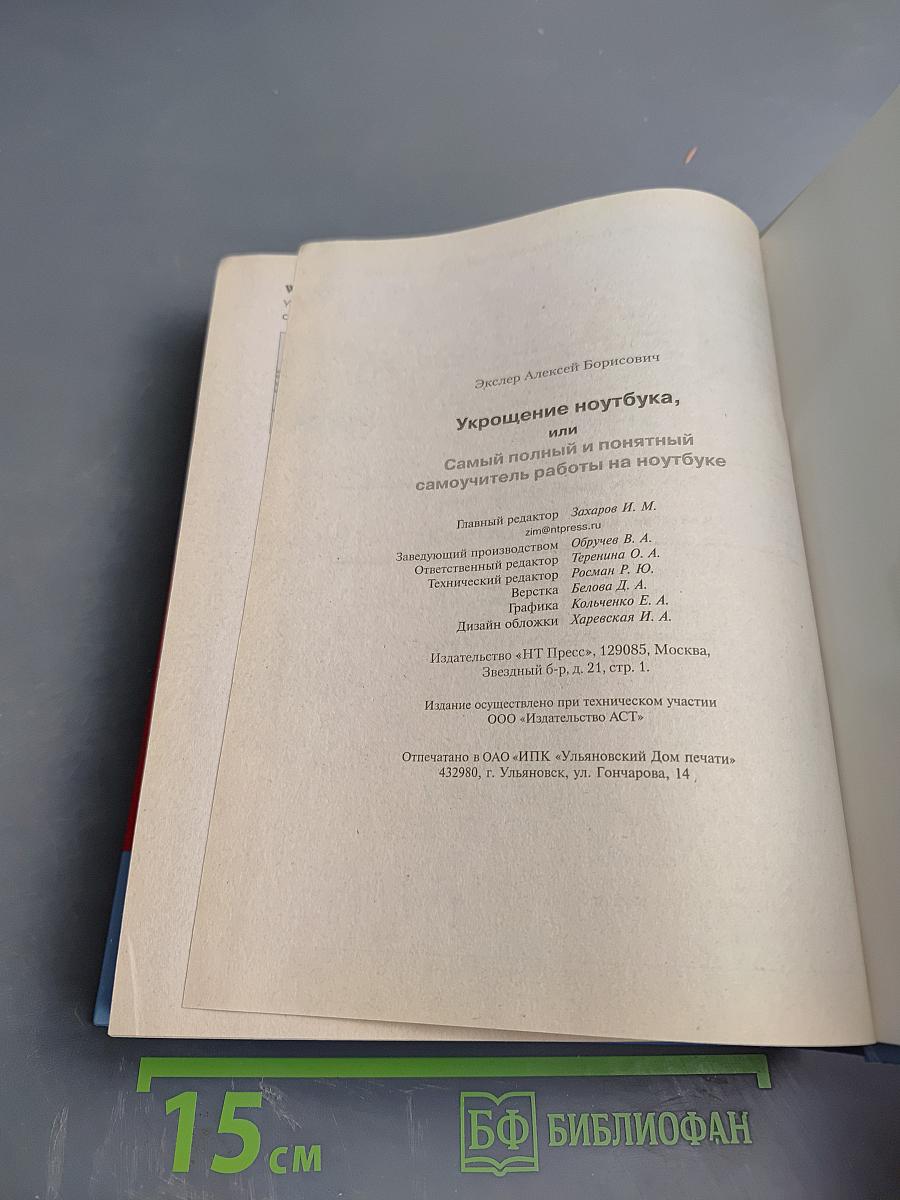 Экслер Алексей Борисович
Укрощение ноутбука,
или
Самый полный и понятный
самоучитель работы на ноутбуке
Главный редактор Захаров И. М.
zim@ntpress.ru
Заведующий производством Обручев В. А.
Ответственный редактор Теренина О. А.
Технический редактор Росман Р. Ю.
Верстка Белова Д. А.
Графика Кольченко Е. А.
Дизайн обложки Харевская И. А.
Издательство «НТ Пресс», 129085, Москва,
Звездный б-р, д. 21, стр. 1.
Издание осуществлено при техническом участии
ООО «Издательство АСТ»
Отпечатано в ОАО «ИПК «Ульяновский Дом печати»
432980, г. Ульяновск, ул. Гончарова, 14
15 см
БФ БИБЛИОФАН